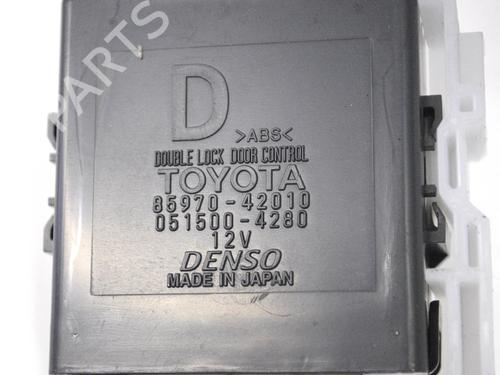 PARTS
D
>ABS<
DOUBLE LOCK DOOR CONTROL
TOYOTA
85970-42010
051500-4280
12V
DENSO
MADE IN JAPAN